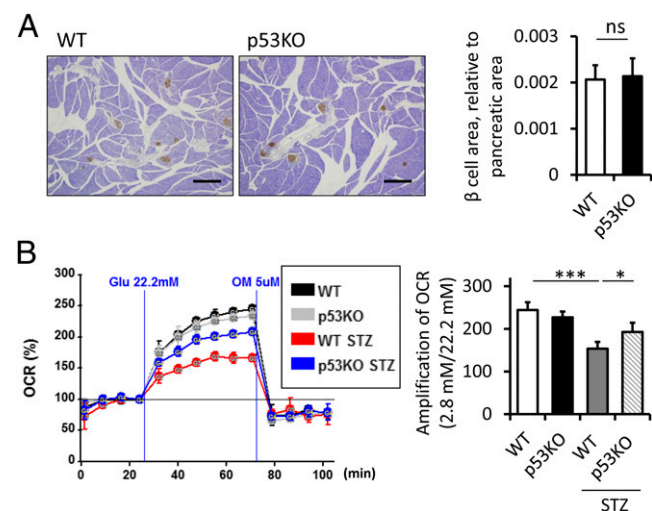 A
WT
p53KO
β cell area, relative to
pancreatic area
0.003
0.002
0.001
0
ns
WT
p53KO
B
OCR (%)
300
250
200
150
100
50
0
Glu 22.2mM
OM 5uM
WT
p53KO
WT STZ
p53KO STZ
0
20
40
60
80
100
(min)
Amplification of OCR
(2.8 mM/22.2 mM)
300
200
100
0
***
*
WT
p53KO
WT
p53KO
STZ